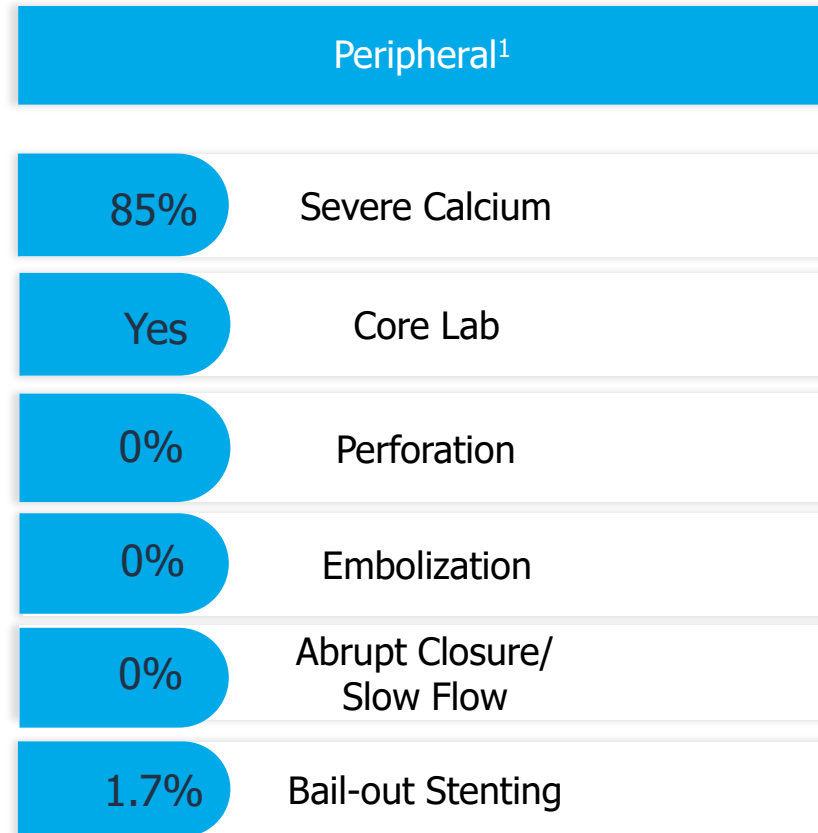 Peripheral¹
85% Severe Calcium
Yes Core Lab
0% Perforation
0% Embolization
0% Abrupt Closure/
Slow Flow
1.7% Bail-out Stenting